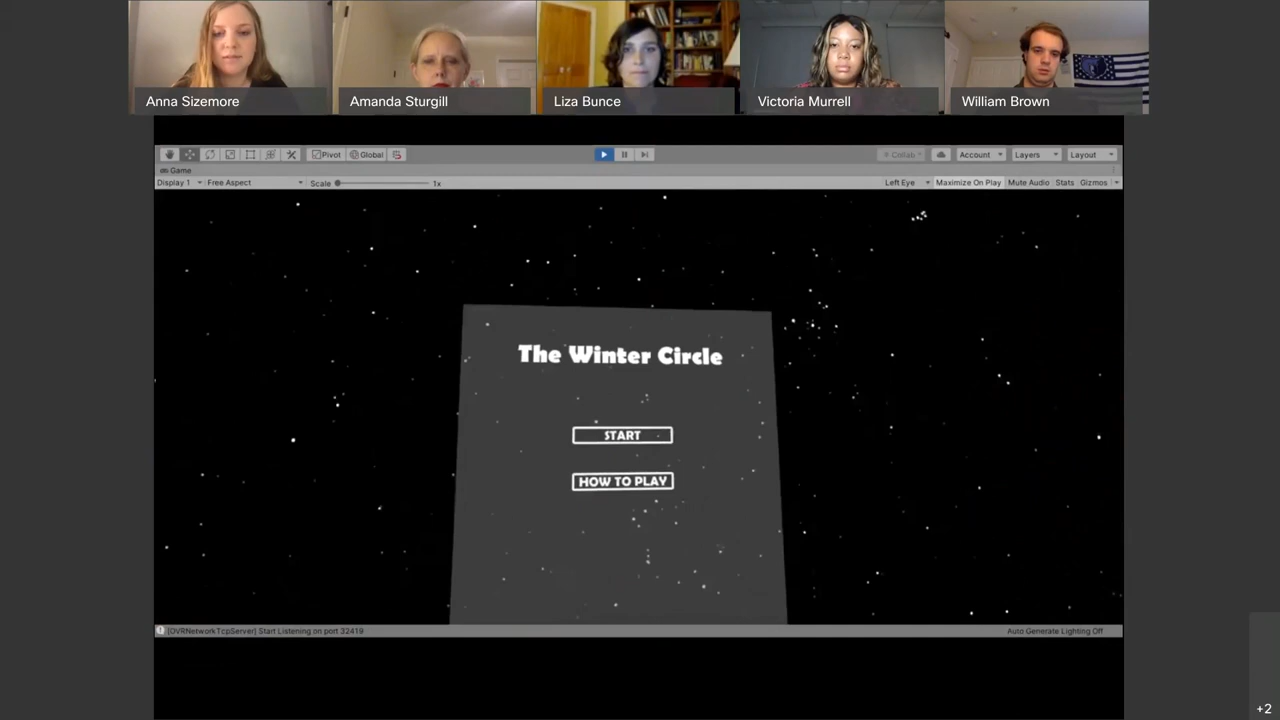 Anna Sizemore
Amanda Sturgill
Liza Bunce
Victoria Murrell
William Brown
Pivot Global Collab Account Layers Layout
Game
Display 1 Free Aspect Scale 1x Left Eye Maximize On Play Mute Audio Stats Gizmos
The Winter Circle
START
HOW TO PLAY
[OVRNetworkTcpServer] Start Listening on port 32419 Auto Generate Lighting Off
+2